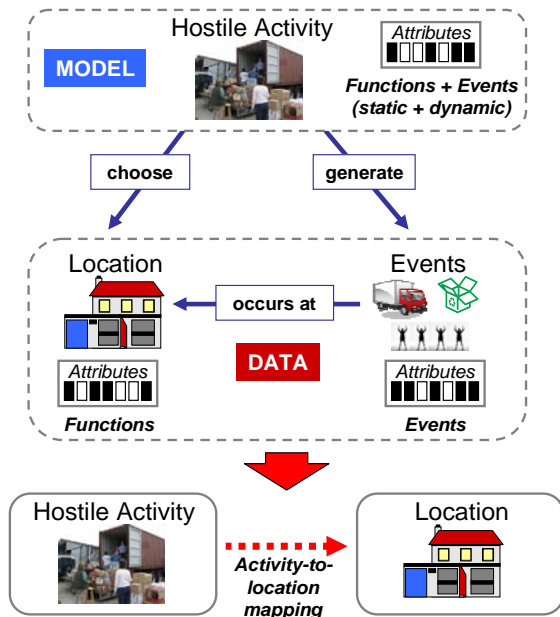 Hostile Activity
MODEL
Attributes
Functions + Events
(static + dynamic)
choose
generate
Location
Events
occurs at
DATA
Attributes
Attributes
Functions
Events
Hostile Activity
Location
Activity-to-
location
mapping